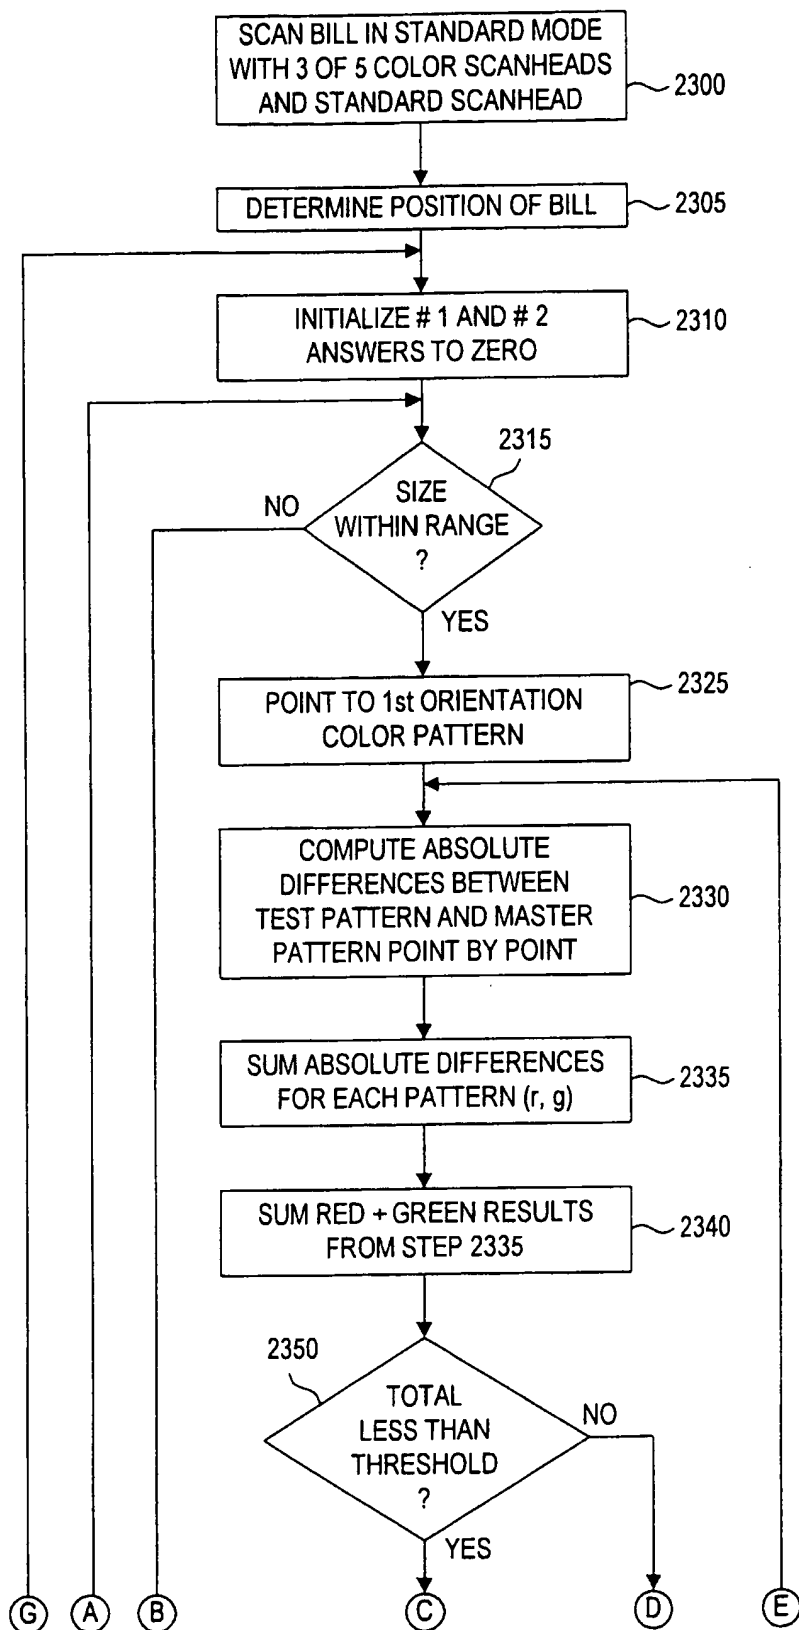 SCAN BILL IN STANDARD MODE
WITH 3 OF 5 COLOR SCANHEADS
AND STANDARD SCANHEAD
2300
DETERMINE POSITION OF BILL
2305
INITIALIZE # 1 AND # 2
ANSWERS TO ZERO
2310
2315
SIZE
WITHIN RANGE
?
NO
YES
POINT TO 1st ORIENTATION
COLOR PATTERN
2325
COMPUTE ABSOLUTE
DIFFERENCES BETWEEN
TEST PATTERN AND MASTER
PATTERN POINT BY POINT
2330
SUM ABSOLUTE DIFFERENCES
FOR EACH PATTERN (r, g)
2335
SUM RED + GREEN RESULTS
FROM STEP 2335
2340
2350
TOTAL
LESS THAN
THRESHOLD
?
NO
YES
G A B C D E